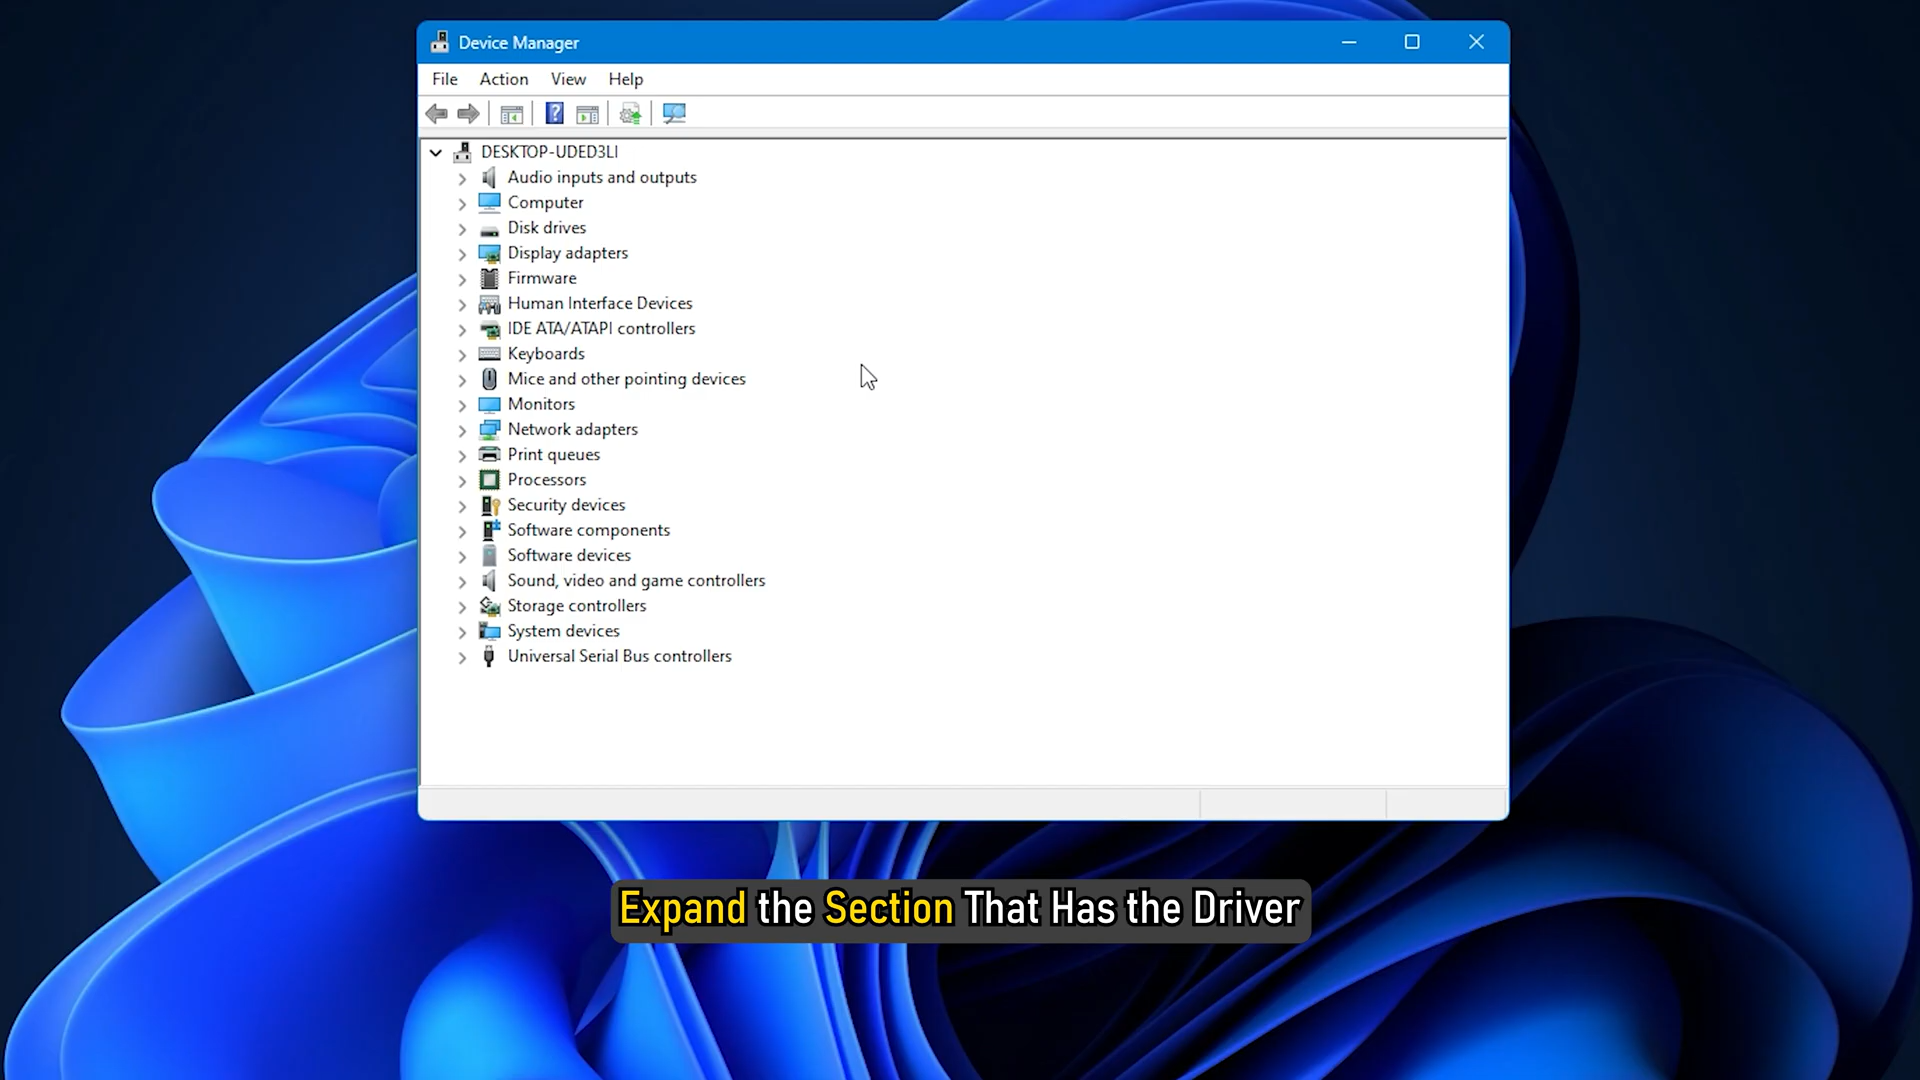 Device Manager
File Action View Help
DESKTOP-UDED3LI
Audio inputs and outputs
Computer
Disk drives
Display adapters
Firmware
Human Interface Devices
IDE ATA/ATAPI controllers
Keyboards
Mice and other pointing devices
Monitors
Network adapters
Print queues
Processors
Security devices
Software components
Software devices
Sound, video and game controllers
Storage controllers
System devices
Universal Serial Bus controllers
Expand the Section That Has the Driver